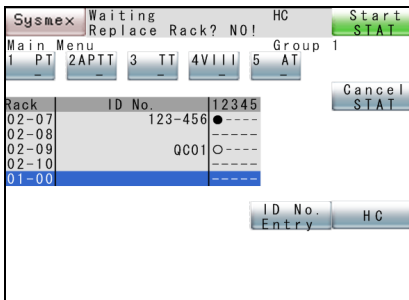 Sysmex Waiting HC Start STAT
Replace Rack? NO!
Main Menu Group 1
1 PT 2APTT 3 TT 4VIII 5 AT
Cancel STAT
Rack ID No. 12345
02-07 123-456 ●----
02-08 -----
02-09 QC01 ○----
02-10 -----
01-00 -----
ID No. Entry HC